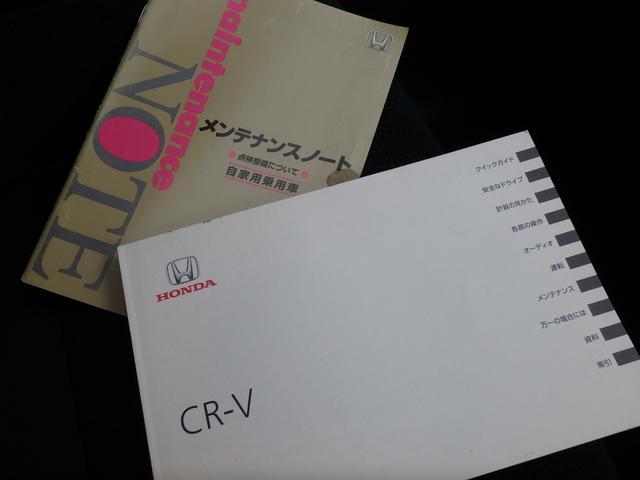 maintenance
NOTE
メンテナンスノート
点検整備について
自家用乗用車
HONDA
CR-V
クイックガイド
安全なドライブ
計器の見かた
各部の操作
オーディオ
運転
メンテナンス
万一の場合には
資料
索引